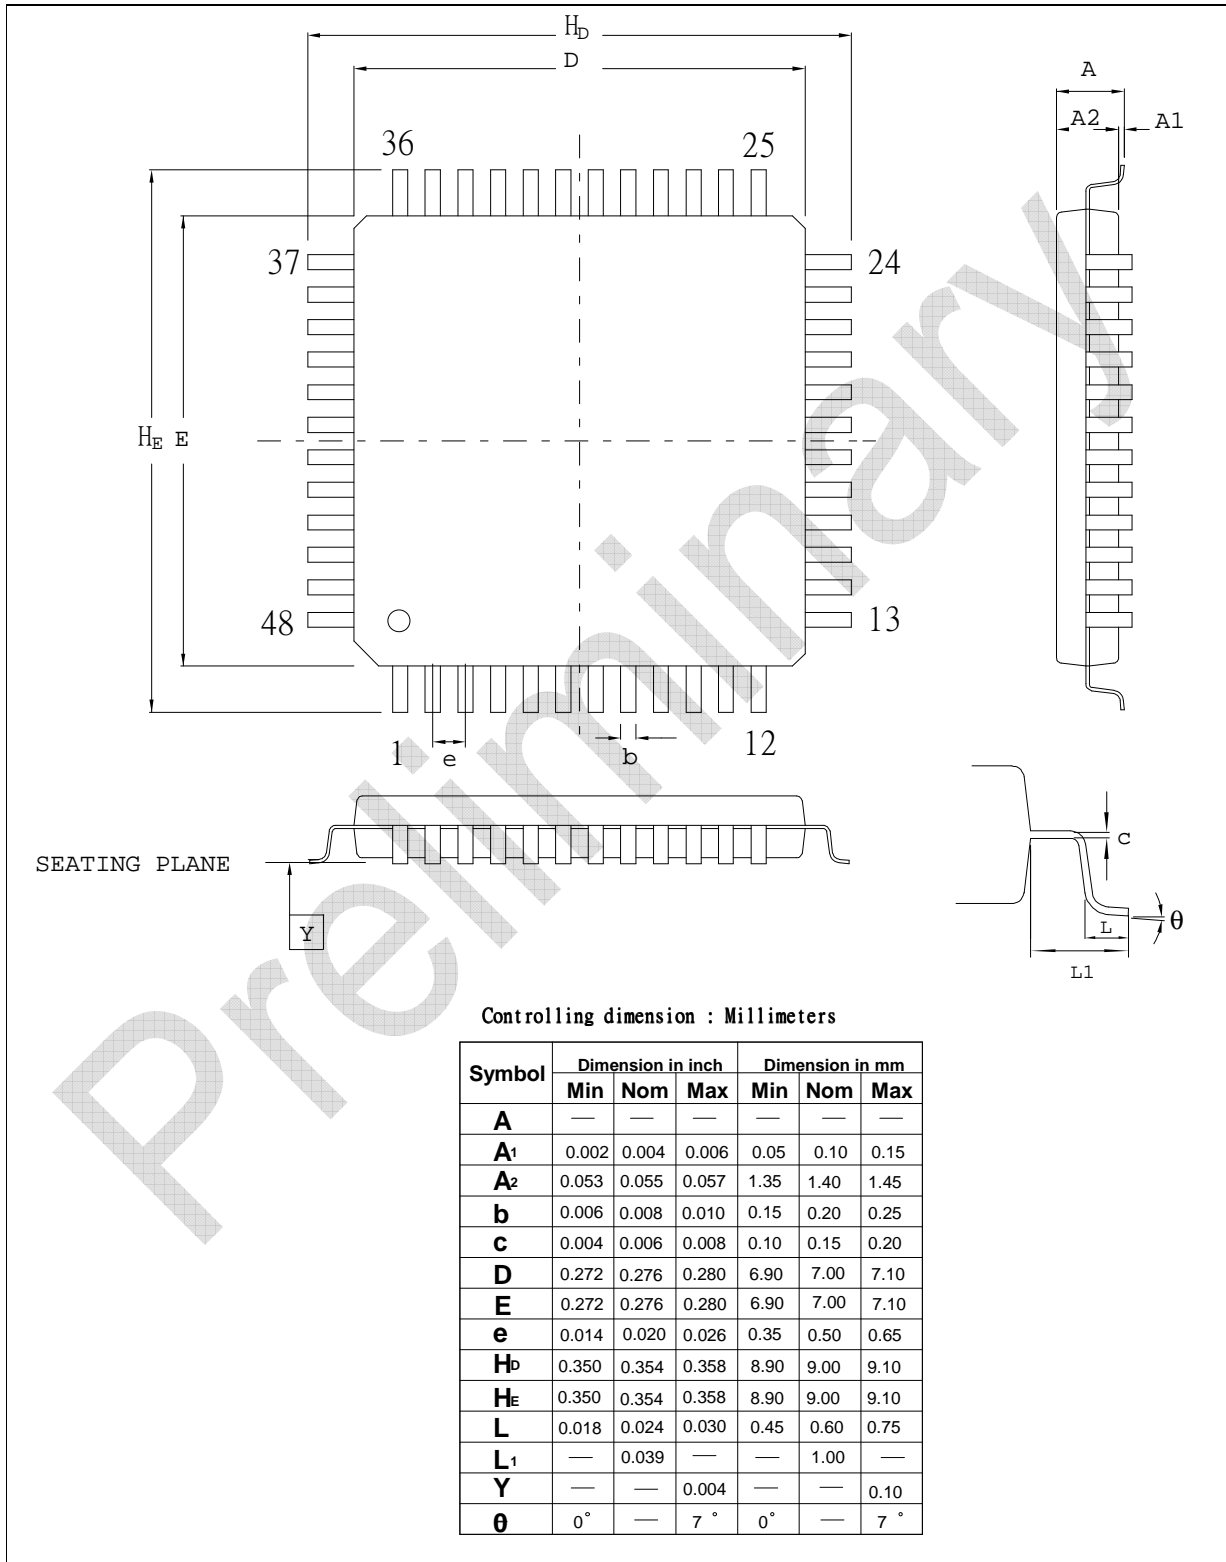 H_D
D
A
A2 A1
36 25
37 24
H_E E
48 13
1 e b 12
SEATING PLANE
Y
c
L θ
L1
Preliminary
Controlling dimension : Millimeters
Symbol Dimension in inch Dimension in mm
Min Nom Max Min Nom Max
A — — — — — —
A1 0.002 0.004 0.006 0.05 0.10 0.15
A2 0.053 0.055 0.057 1.35 1.40 1.45
b 0.006 0.008 0.010 0.15 0.20 0.25
c 0.004 0.006 0.008 0.10 0.15 0.20
D 0.272 0.276 0.280 6.90 7.00 7.10
E 0.272 0.276 0.280 6.90 7.00 7.10
e 0.014 0.020 0.026 0.35 0.50 0.65
HD 0.350 0.354 0.358 8.90 9.00 9.10
HE 0.350 0.354 0.358 8.90 9.00 9.10
L 0.018 0.024 0.030 0.45 0.60 0.75
L1 — 0.039 — — 1.00 —
Y — — 0.004 — — 0.10
θ 0° — 7° 0° — 7°